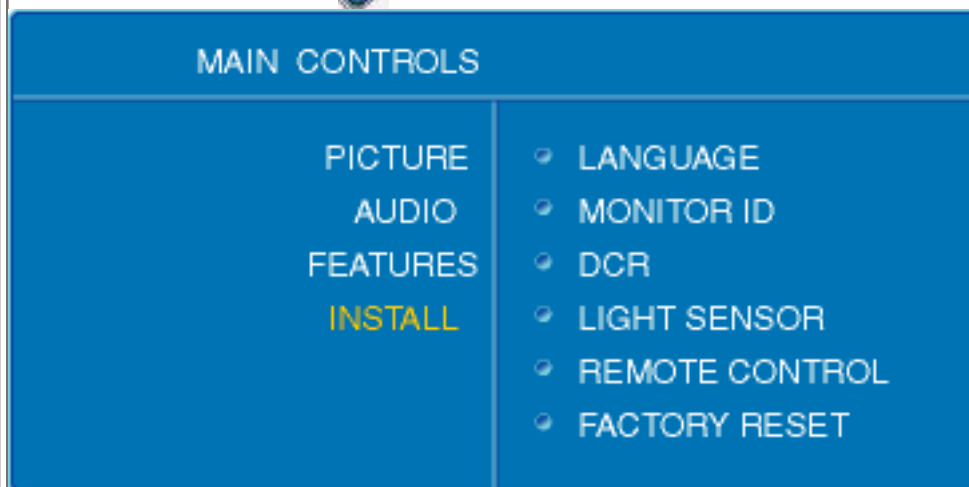 MAIN CONTROLS
PICTURE
AUDIO
FEATURES
INSTALL
LANGUAGE
MONITOR ID
DCR
LIGHT SENSOR
REMOTE CONTROL
FACTORY RESET